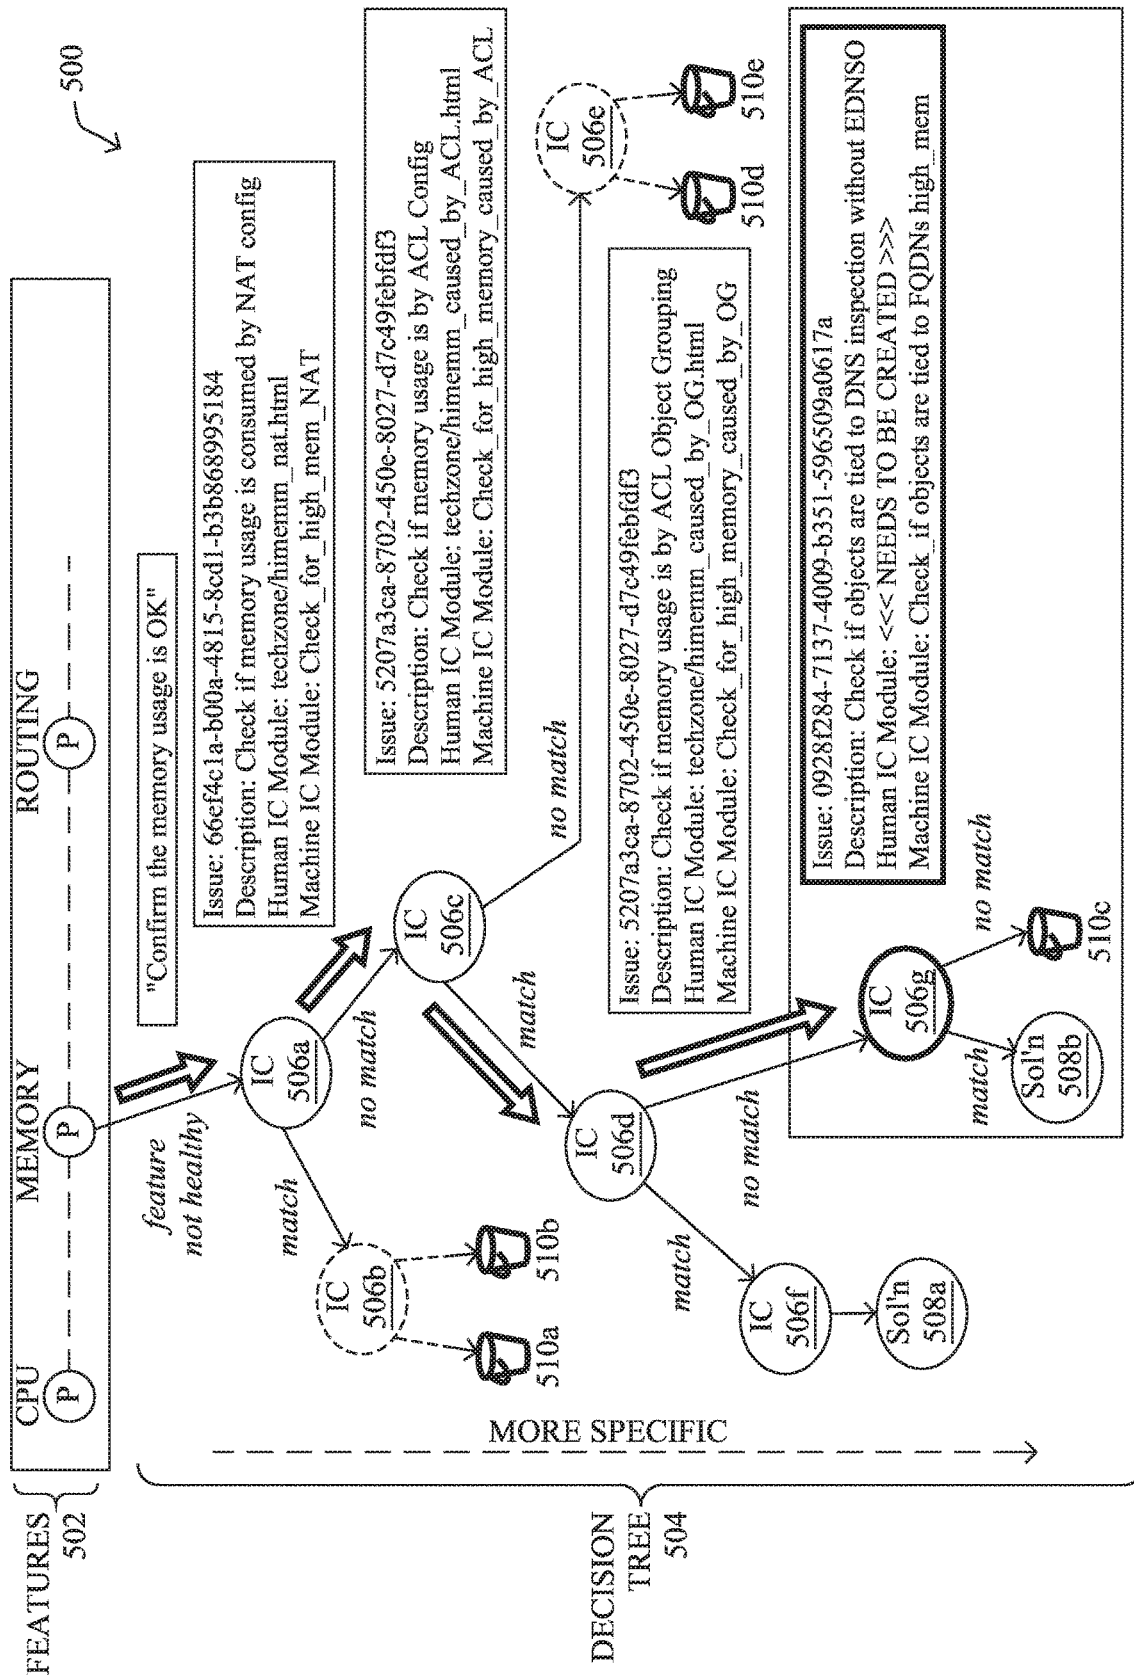 500
FEATURES
502
CPU
MEMORY
ROUTING
P
P
P
"Confirm the memory usage is OK"
feature
not healthy
IC
506a
Issue: 66ef4c1a-b00a-4815-8cd1-b3b868995184
Description: Check if memory usage is consumed by NAT config
Human IC Module: techzone/himemm_nat.html
Machine IC Module: Check_for_high_mem_NAT
match
no match
IC
506b
510a
510b
IC
506c
Issue: 5207a3ca-8702-450e-8027-d7c49febfdf3
Description: Check if memory usage is by ACL Config
Human IC Module: techzone/himemm_caused_by_ACL.html
Machine IC Module: Check_for_high_memory_caused_by_ACL
match
no match
IC
506e
510d
510e
DECISION
TREE
504
MORE SPECIFIC
IC
506d
Issue: 5207a3ca-8702-450e-8027-d7c49febfdf3
Description: Check if memory usage is by ACL Object Grouping
Human IC Module: techzone/himemm_caused_by_OG.html
Machine IC Module: Check_for_high_memory_caused_by_OG
match
no match
IC
506f
Sol'n
508a
IC
506g
Issue: 0928f284-7137-4009-b351-596509a0617a
Description: Check if objects are tied to DNS inspection without EDNSO
Human IC Module: <<< NEEDS TO BE CREATED >>>
Machine IC Module: Check_if objects are tied to FQDNs high_mem
match
no match
Sol'n
508b
510c